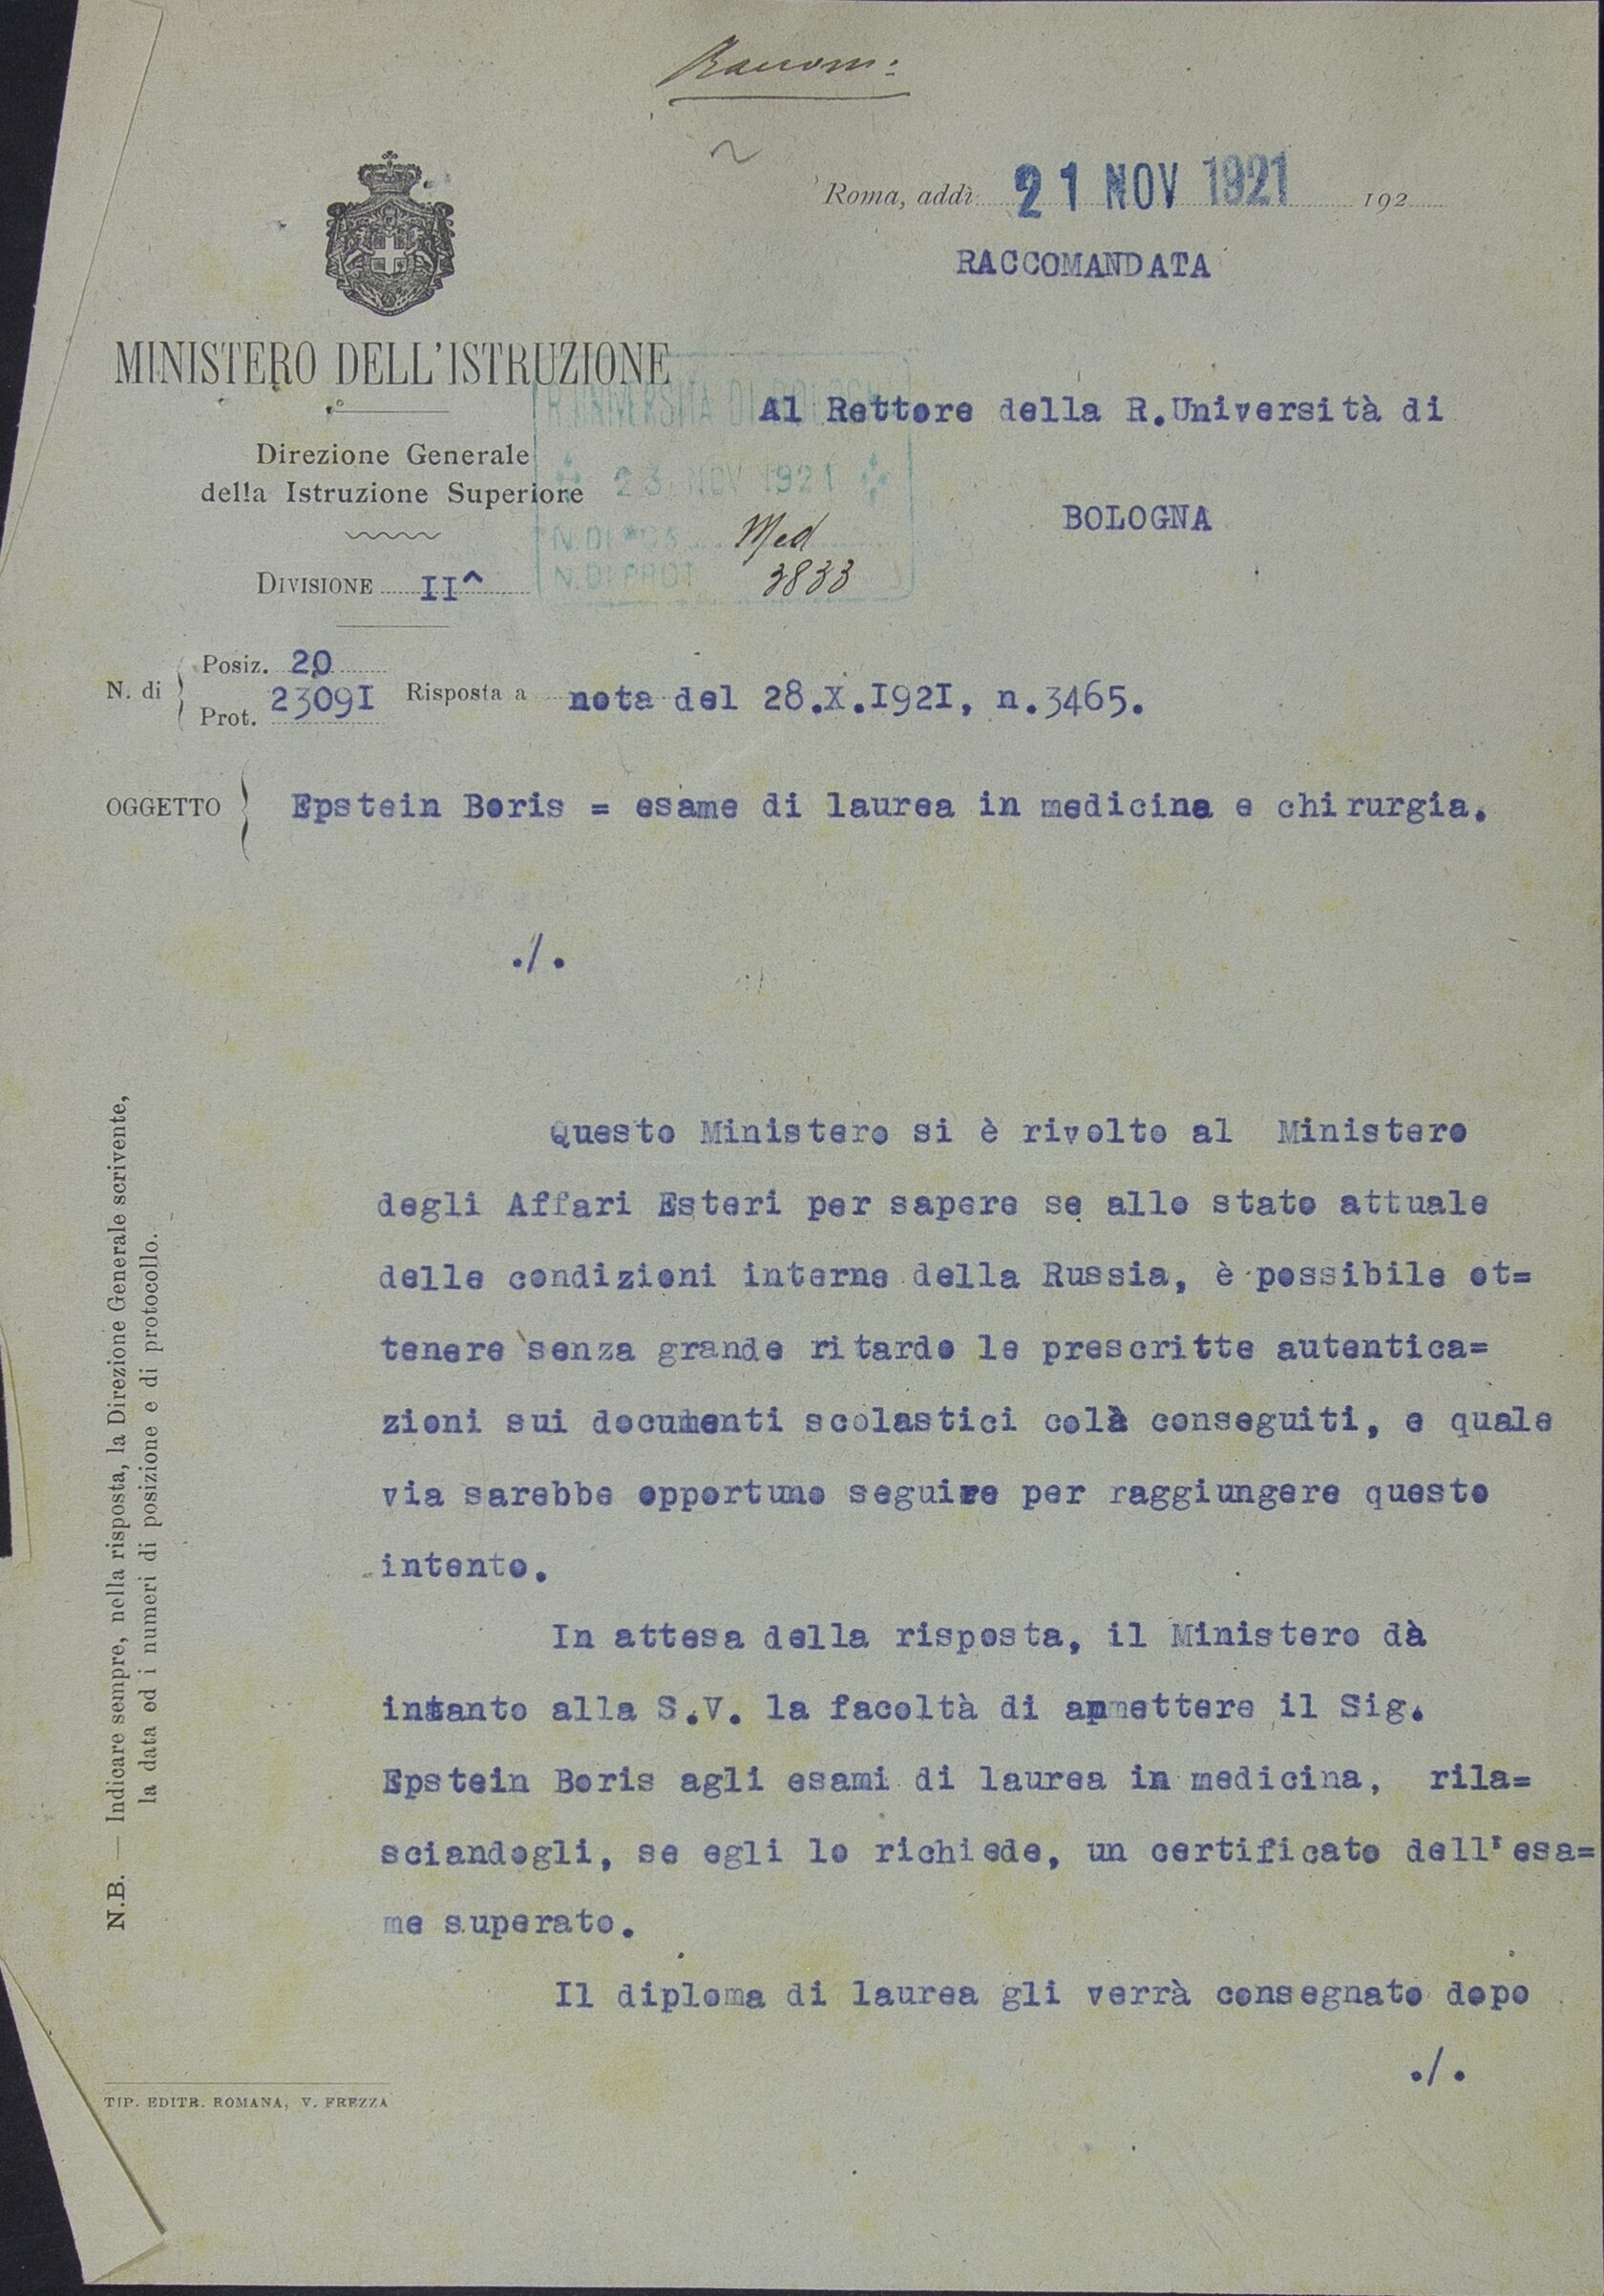 Raccom:
Roma, addì 21 NOV 1921 192
RACCOMANDATA
MINISTERO DELL'ISTRUZIONE
Direzione Generale
della Istruzione Superiore
DIVISIONE II^
R. UNIVERSITÀ DI BOLOGNA
23 NOV 1921
N. DI POS. Med
N. DI PROT. 3833
Al Rettore della R.Università di
BOLOGNA
N. di
Posiz. 20
Prot. 23091
Risposta a nota del 28.X.1921, n.3465.
OGGETTO Epstein Boris = esame di laurea in medicina e chirurgia.
./.
Questo Ministero si è rivolto al Ministero
degli Affari Esteri per sapere se allo stato attuale
delle condizioni interne della Russia, è possibile ot=
tenere senza grande ritardo le prescritte autentica=
zioni sui documenti scolastici colà conseguiti, e quale
via sarebbe opportuno seguire per raggiungere questo
intento.
In attesa della risposta, il Ministero dà
intanto alla S.V. la facoltà di ammettere il Sig.
Epstein Boris agli esami di laurea in medicina, rila=
sciandogli, se egli lo richiede, un certificato dell'esa=
me superato.
Il diploma di laurea gli verrà consegnato dopo
./.
N.B. — Indicare sempre, nella risposta, la Direzione Generale scrivente,
la data ed i numeri di posizione e di protocollo.
TIP. EDITR. ROMANA, V. FREZZA